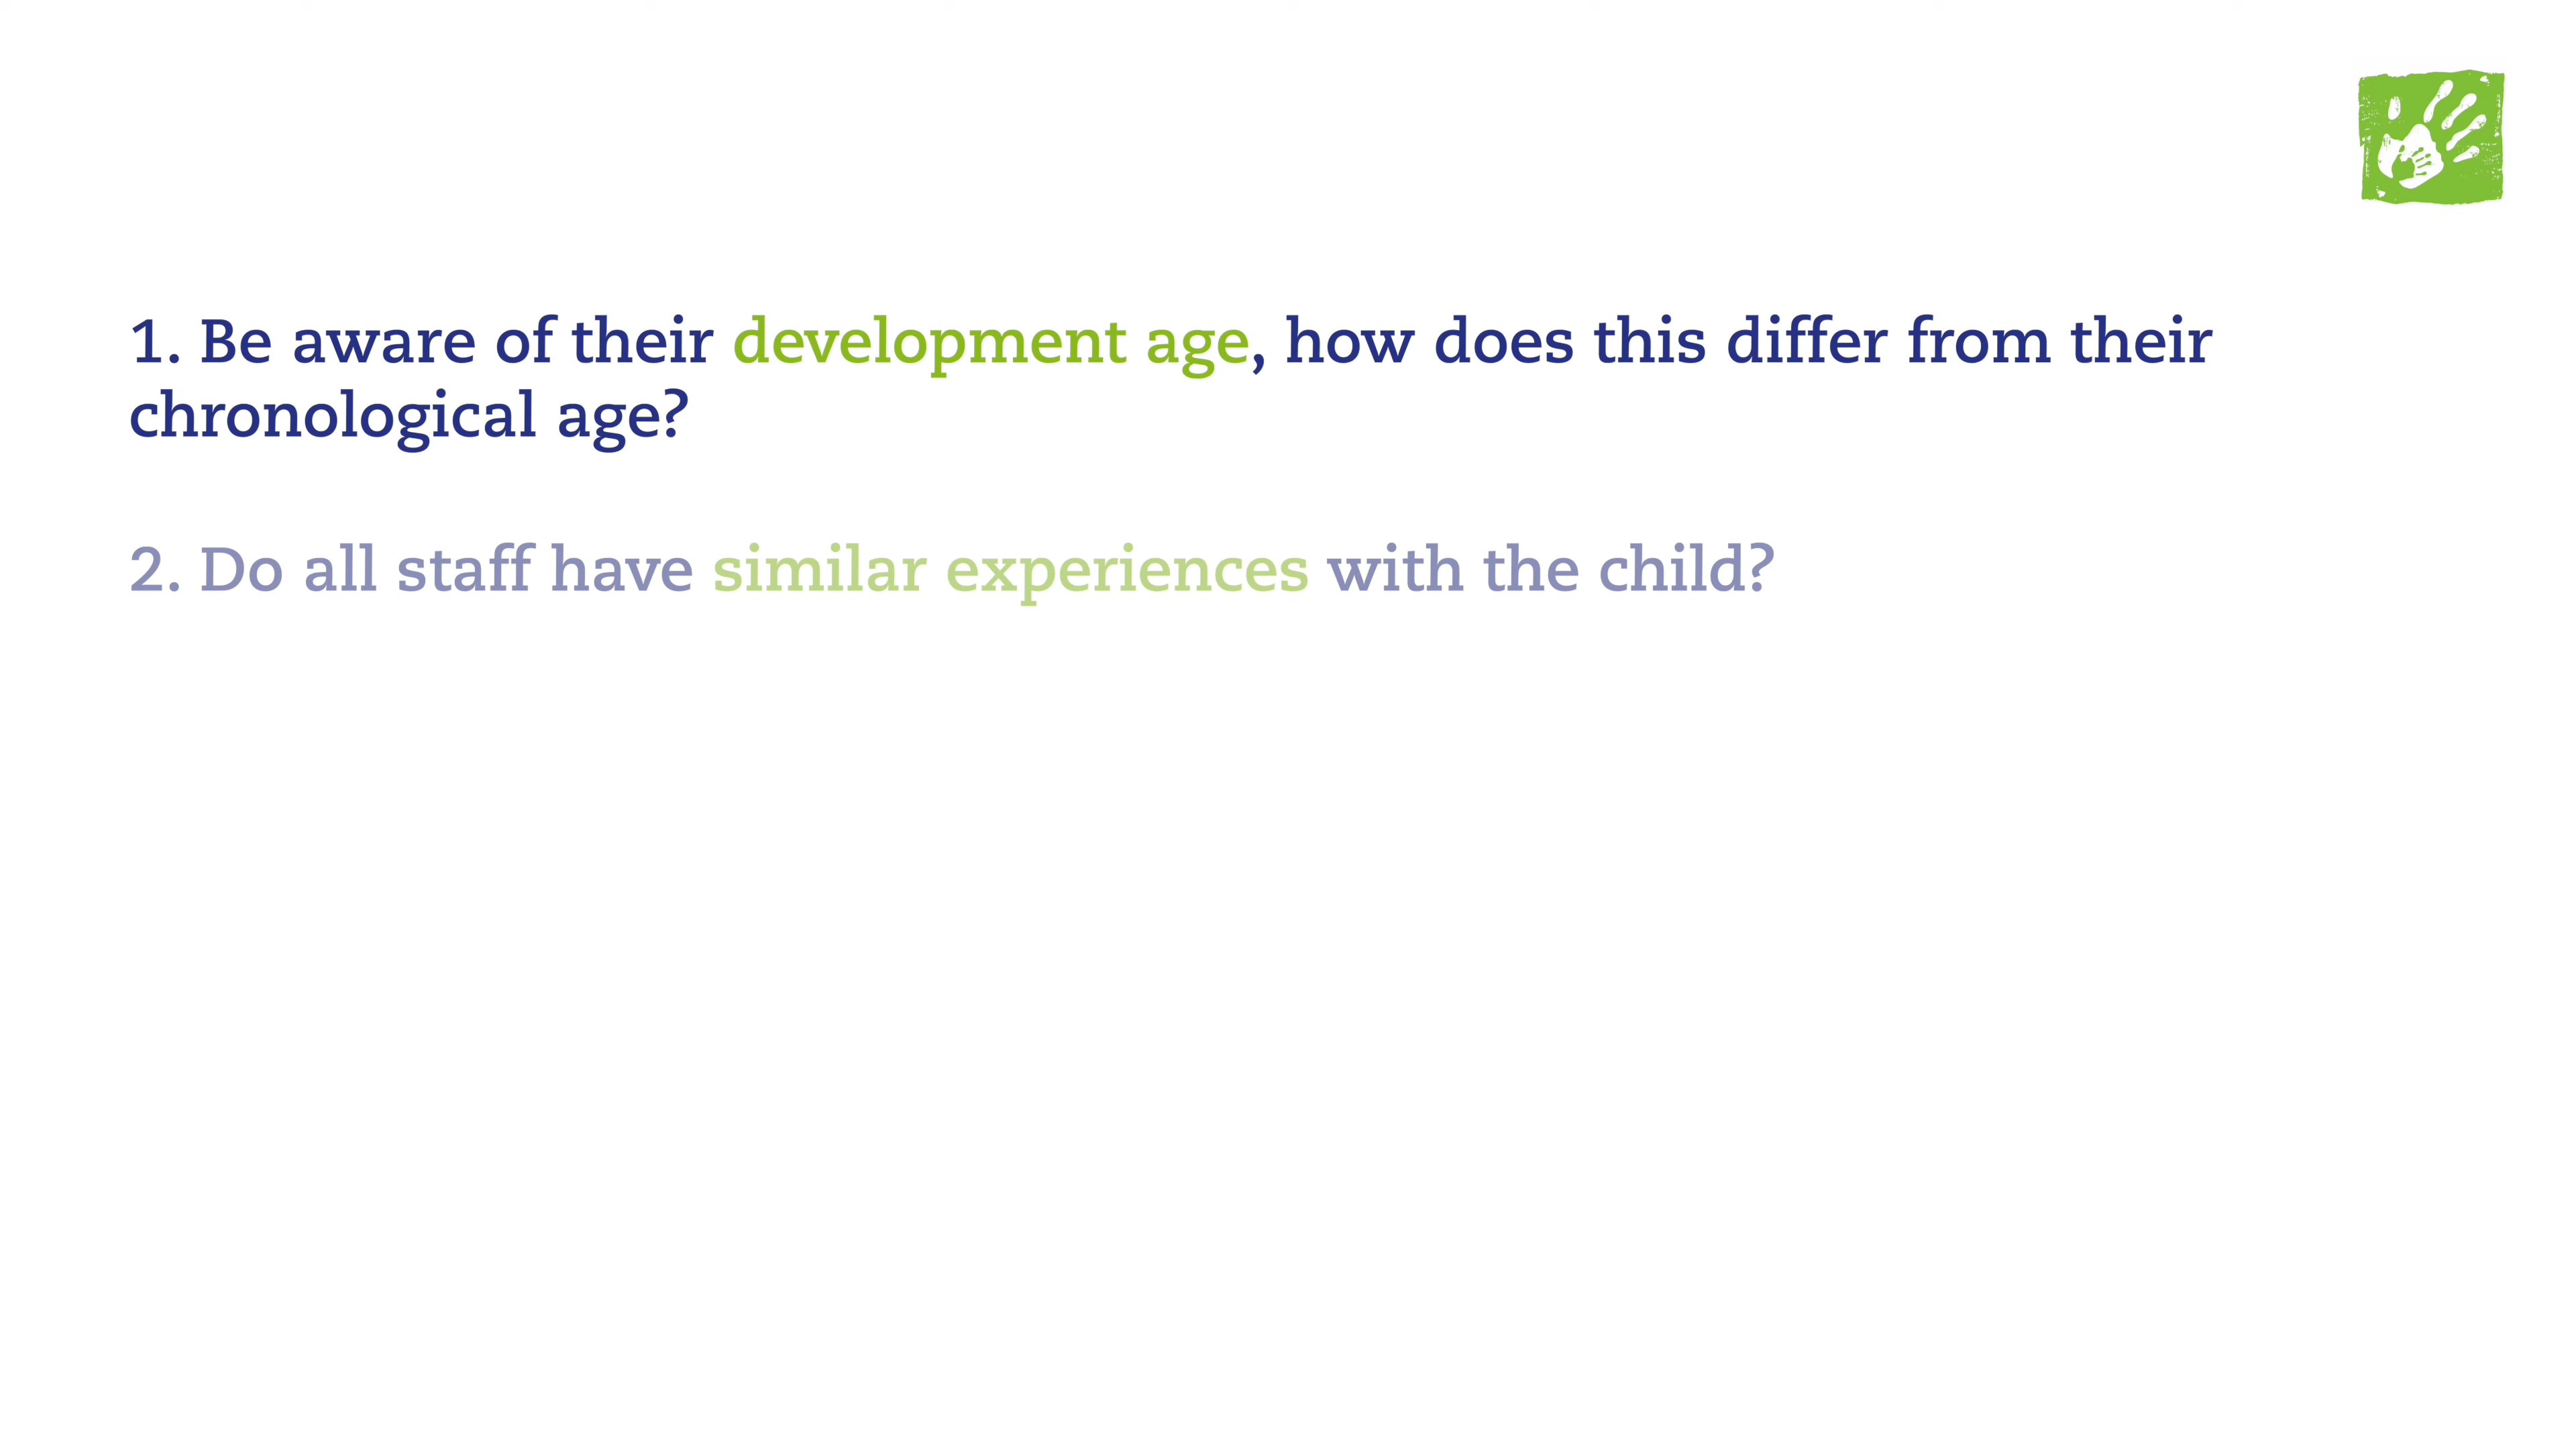 1. Be aware of their development age, how does this differ from their
chronological age?
2. Do all staff have similar experiences with the child?